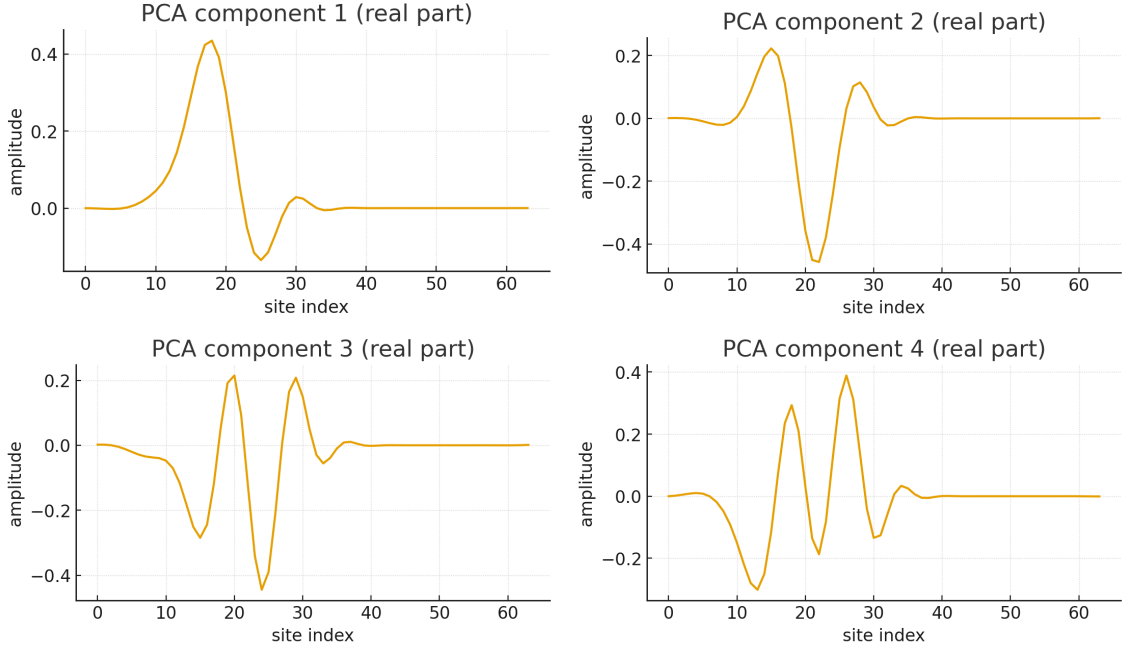 PCA component 1 (real part)
0.4
0.2
0.0
amplitude
0 10 20 30 40 50 60
site index
PCA component 2 (real part)
0.2
0.0
−0.2
−0.4
amplitude
0 10 20 30 40 50 60
site index
PCA component 3 (real part)
0.2
0.0
−0.2
−0.4
amplitude
0 10 20 30 40 50 60
site index
PCA component 4 (real part)
0.4
0.2
0.0
−0.2
amplitude
0 10 20 30 40 50 60
site index